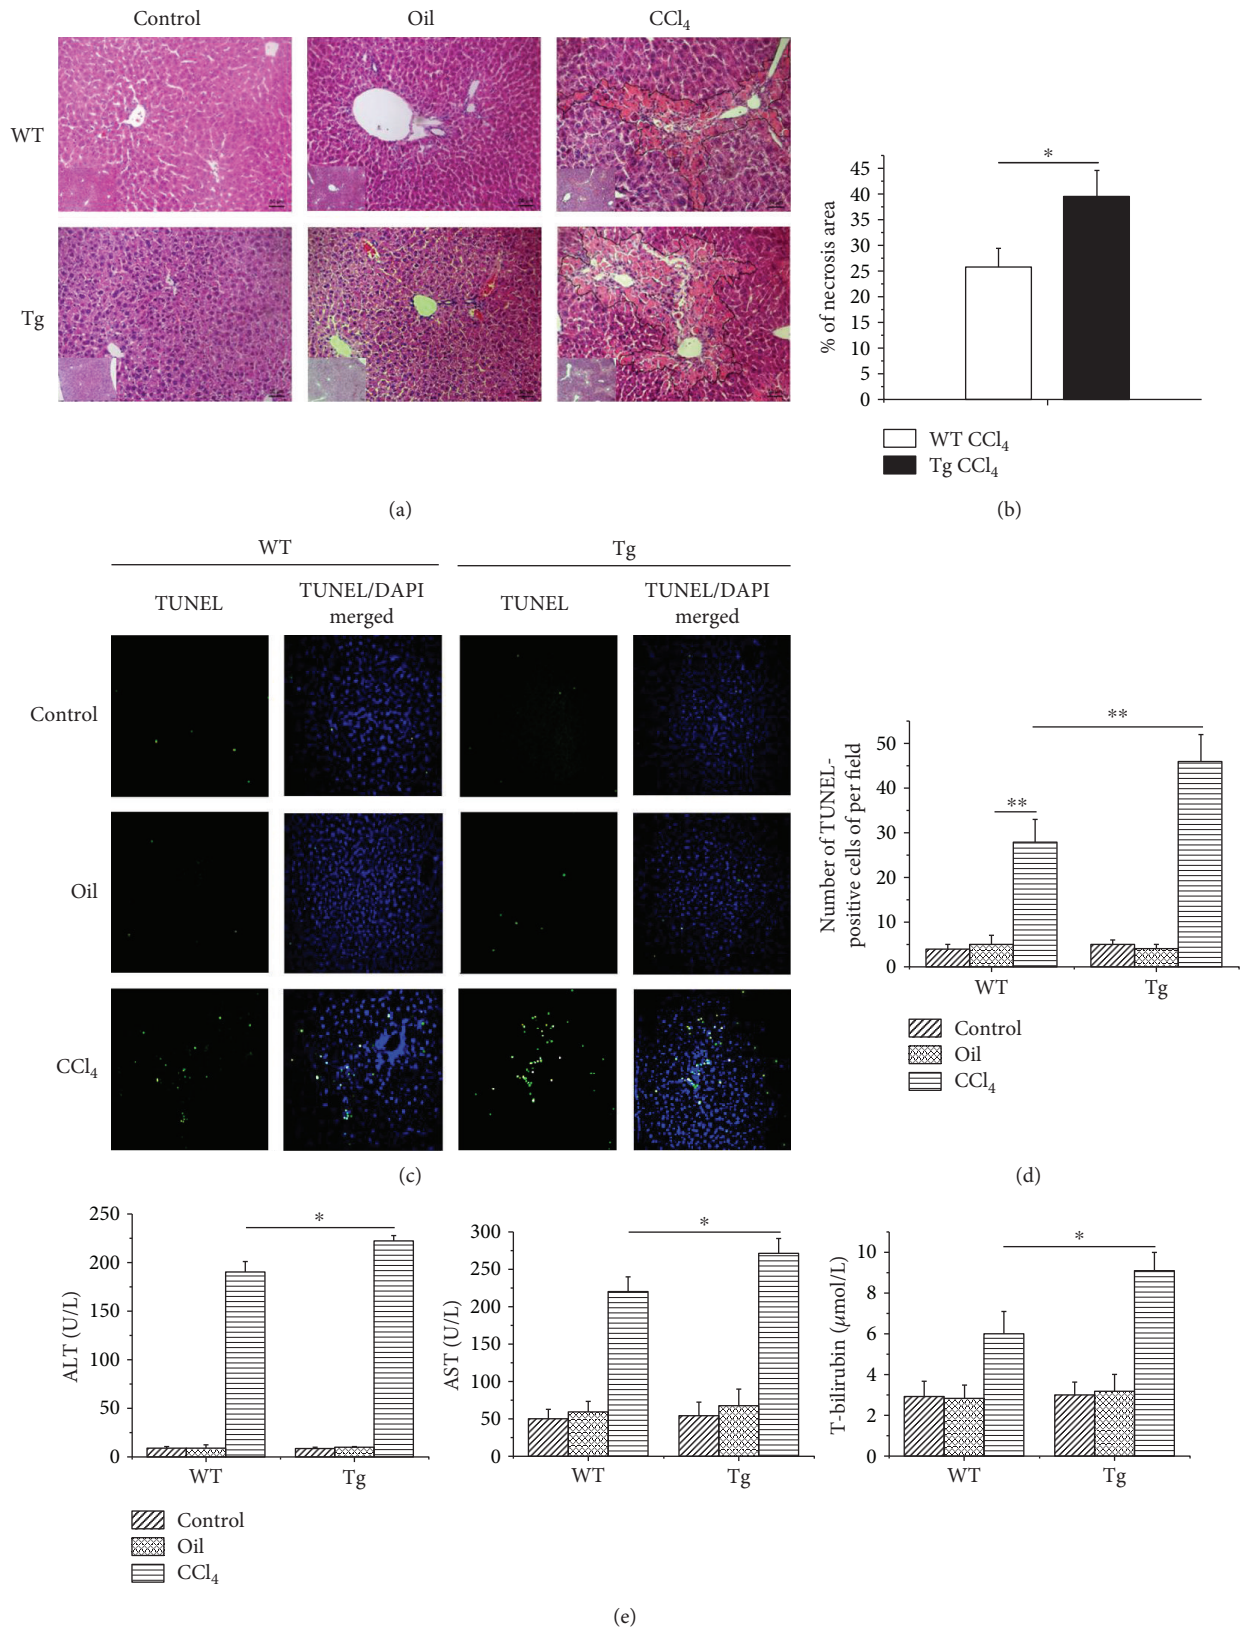 Control Oil CCl4
WT
Tg
(a)
% of necrosis area
45
40
35
30
25
20
15
10
5
0
*
WT CCl4
Tg CCl4
(b)
WT Tg
TUNEL TUNEL/DAPI merged TUNEL TUNEL/DAPI merged
Control
Oil
CCl4
(c)
Number of TUNEL-
positive cells of per field
50
40
30
20
10
0
**
**
WT Tg
Control
Oil
CCl4
(d)
ALT (U/L)
250
200
150
100
50
0
*
WT Tg
Control
Oil
CCl4
AST (U/L)
300
250
200
150
100
50
0
*
WT Tg
T-bilirubin (μmol/L)
10
8
6
4
2
0
*
WT Tg
(e)